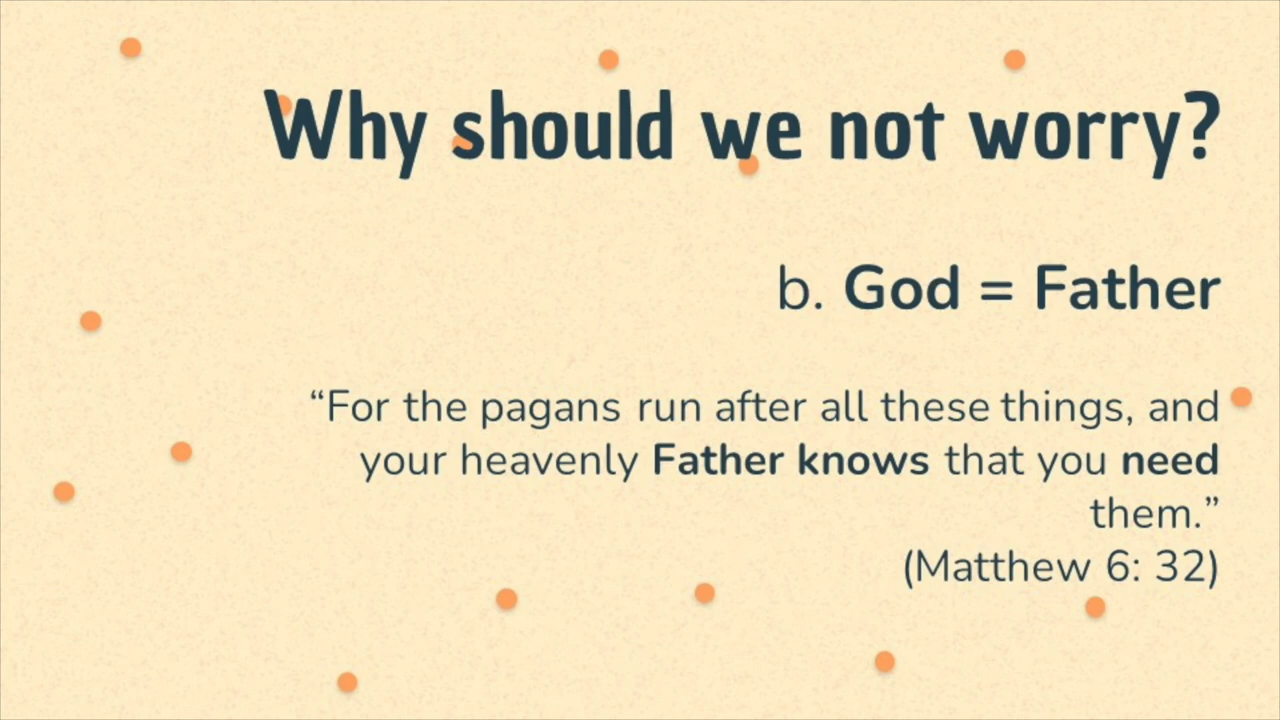 Why should we not worry?
b. God = Father
“For the pagans run after all these things, and
your heavenly Father knows that you need
them.”
(Matthew 6: 32)